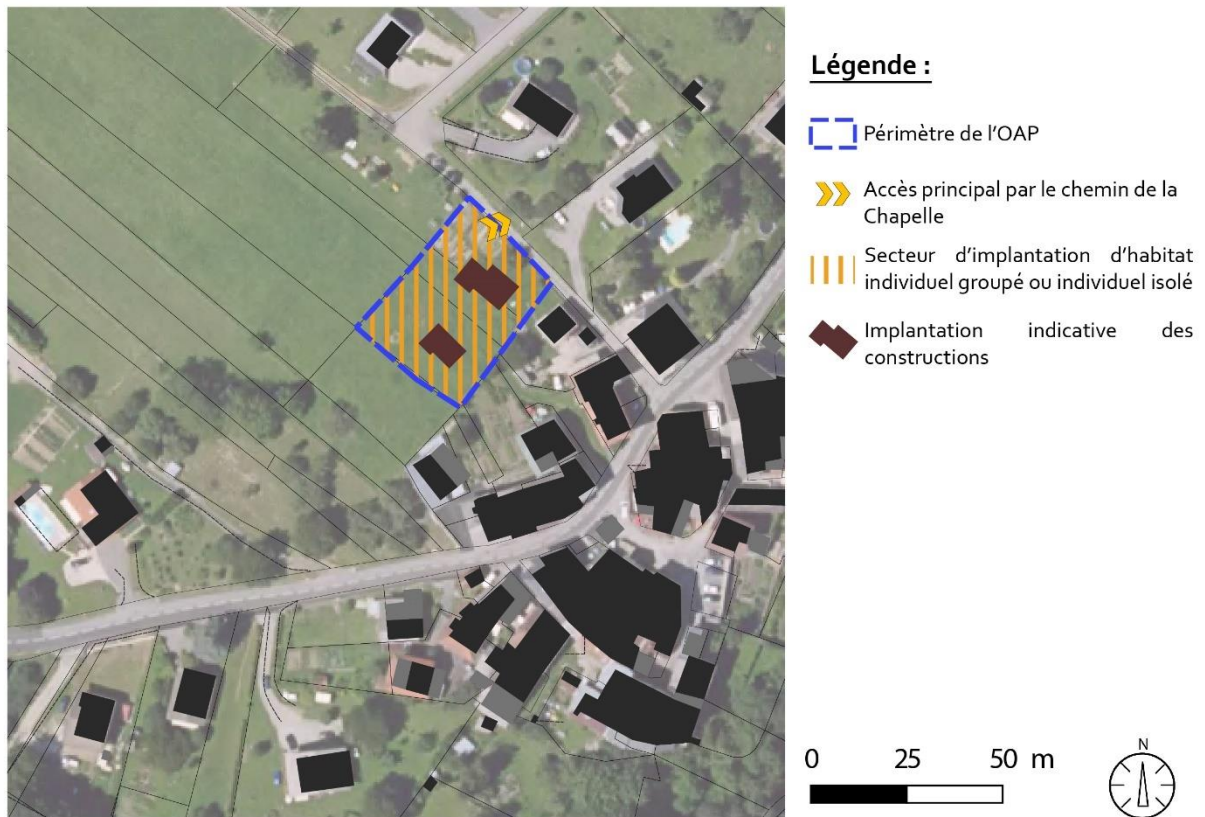 Légende :
Périmètre de l'OAP
Accès principal par le chemin de la
Chapelle
Secteur d'implantation d'habitat
individuel groupé ou individuel isolé
Implantation indicative des
constructions
0 25 50 m
N